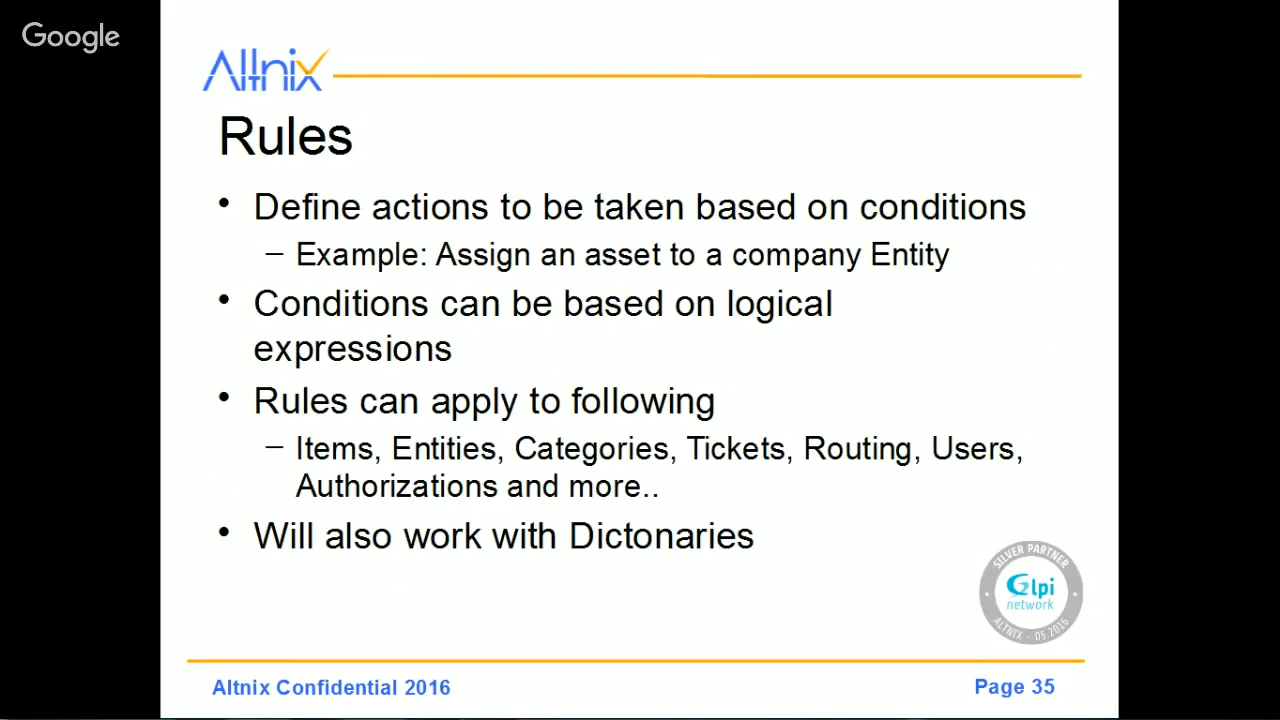 Google
Altnix
Rules
• Define actions to be taken based on conditions
– Example: Assign an asset to a company Entity
• Conditions can be based on logical
expressions
• Rules can apply to following
– Items, Entities, Categories, Tickets, Routing, Users,
Authorizations and more..
• Will also work with Dictonaries
SILVER PARTNER
Glpi
network
ALTNIX - 05.2016
Altnix Confidential 2016
Page 35